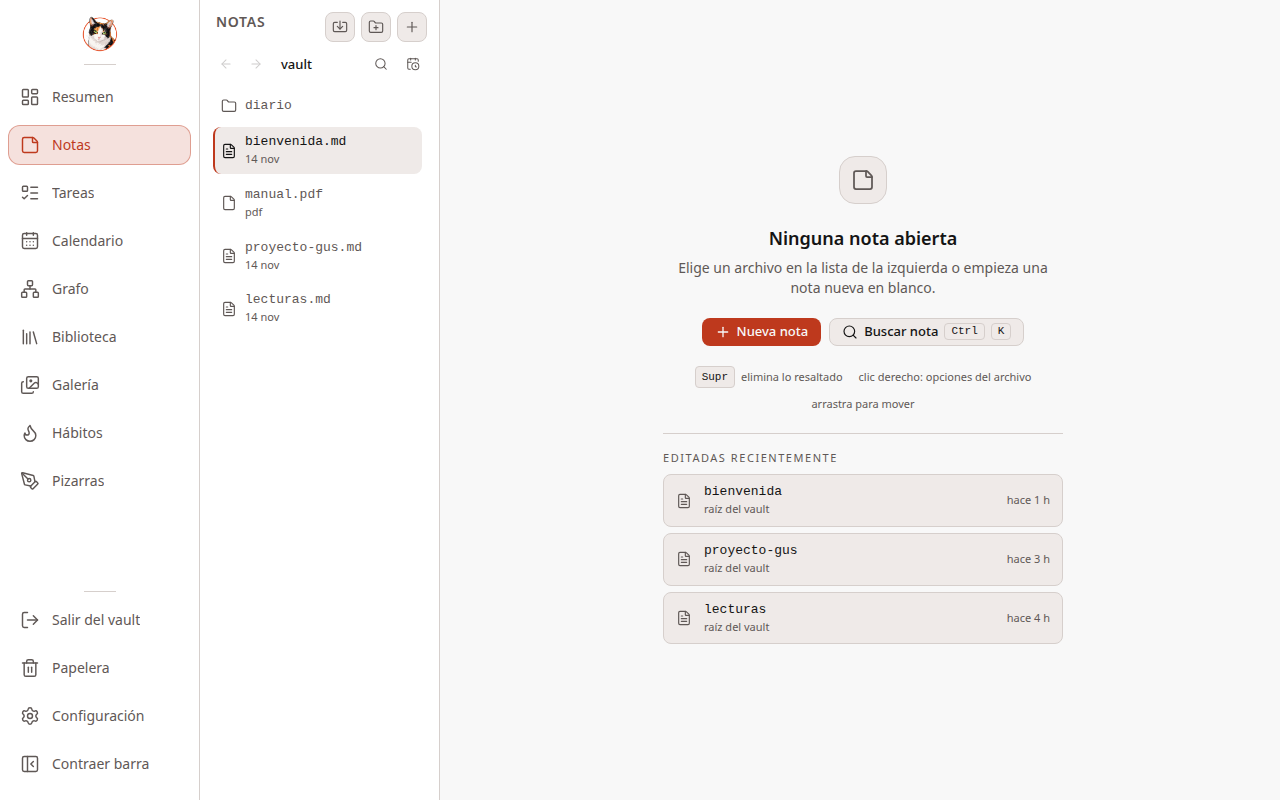 Resumen
Notas
Tareas
Calendario
Grafo
Biblioteca
Galería
Hábitos
Pizarras
Salir del vault
Papelera
Configuración
Contraer barra
NOTAS
vault
diario
bienvenida.md
14 nov
manual.pdf
pdf
proyecto-gus.md
14 nov
lecturas.md
14 nov
Ninguna nota abierta
Elige un archivo en la lista de la izquierda o empieza una
nota nueva en blanco.
Nueva nota
Buscar nota Ctrl K
Supr elimina lo resaltado clic derecho: opciones del archivo
arrastra para mover
EDITADAS RECIENTEMENTE
bienvenida
raíz del vault
hace 1 h
proyecto-gus
raíz del vault
hace 3 h
lecturas
raíz del vault
hace 4 h